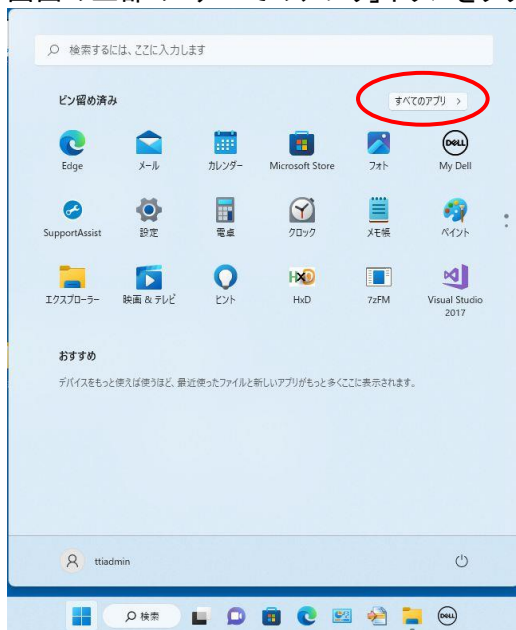 検索するには、ここに入力します
ピン留め済み
すべてのアプリ >
Edge
メール
カレンダー
Microsoft Store
フォト
My Dell
SupportAssist
設定
電卓
クロック
メモ帳
ペイント
エクスプローラー
映画 & テレビ
ヒント
HxD
7zFM
Visual Studio
2017
おすすめ
デバイスをもっと使えば使うほど、最近使ったファイルと新しいアプリがもっと多くここに表示されます。
ttiadmin
検索